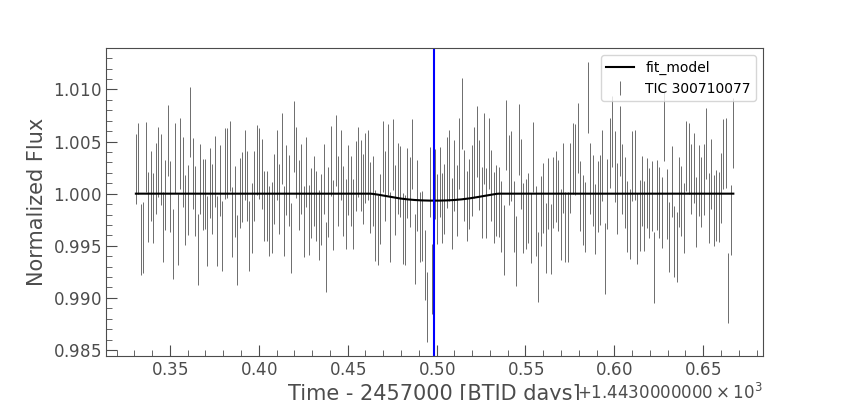 fit_model
TIC 300710077
1.010
1.005
1.000
0.995
0.990
0.985
Normalized Flux
0.35 0.40 0.45 0.50 0.55 0.60 0.65
Time - 2457000 [BTJD days]
+1.4430000000 × 10³